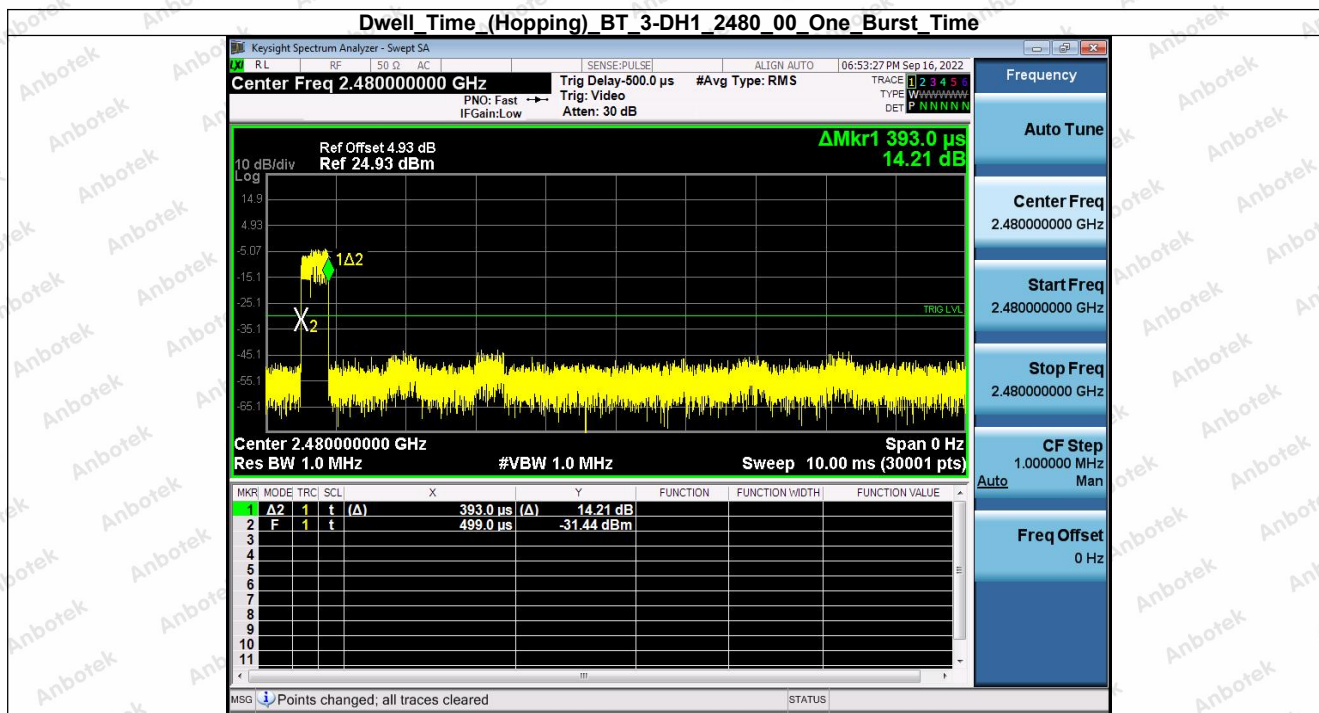 Dwell_Time_(Hopping)_BT_3-DH1_2480_00_One_Burst_Time
Keysight Spectrum Analyzer - Swept SA
LXI RL RF 50 Ω AC SENSE:PULSE ALIGN AUTO 06:53:27 PM Sep 16, 2022
Center Freq 2.480000000 GHz
PNO: Fast
IFGain:Low
Trig Delay-500.0 µs
Trig: Video
Atten: 30 dB
#Avg Type: RMS
TRACE 1 2 3 4 5 6
TYPE WWWWWW
DET P N N N N N
Frequency
Auto Tune
Center Freq
2.480000000 GHz
Start Freq
2.480000000 GHz
Stop Freq
2.480000000 GHz
CF Step
1.000000 MHz
Auto Man
Freq Offset
0 Hz
ΔMkr1 393.0 µs
14.21 dB
Ref Offset 4.93 dB
10 dB/div Ref 24.93 dBm
Log
14.9
4.93
-5.07
-15.1
-25.1
-35.1
-45.1
-55.1
-65.1
1Δ2
2
TRIG LVL
Center 2.480000000 GHz Span 0 Hz
Res BW 1.0 MHz #VBW 1.0 MHz Sweep 10.00 ms (30001 pts)
MKR MODE TRC SCL X Y FUNCTION FUNCTION WIDTH FUNCTION VALUE
1 Δ2 1 t (Δ) 393.0 µs (Δ) 14.21 dB
2 F 1 t 499.0 µs -31.44 dBm
3
4
5
6
7
8
9
10
11
MSG Points changed; all traces cleared STATUS
Anbotek